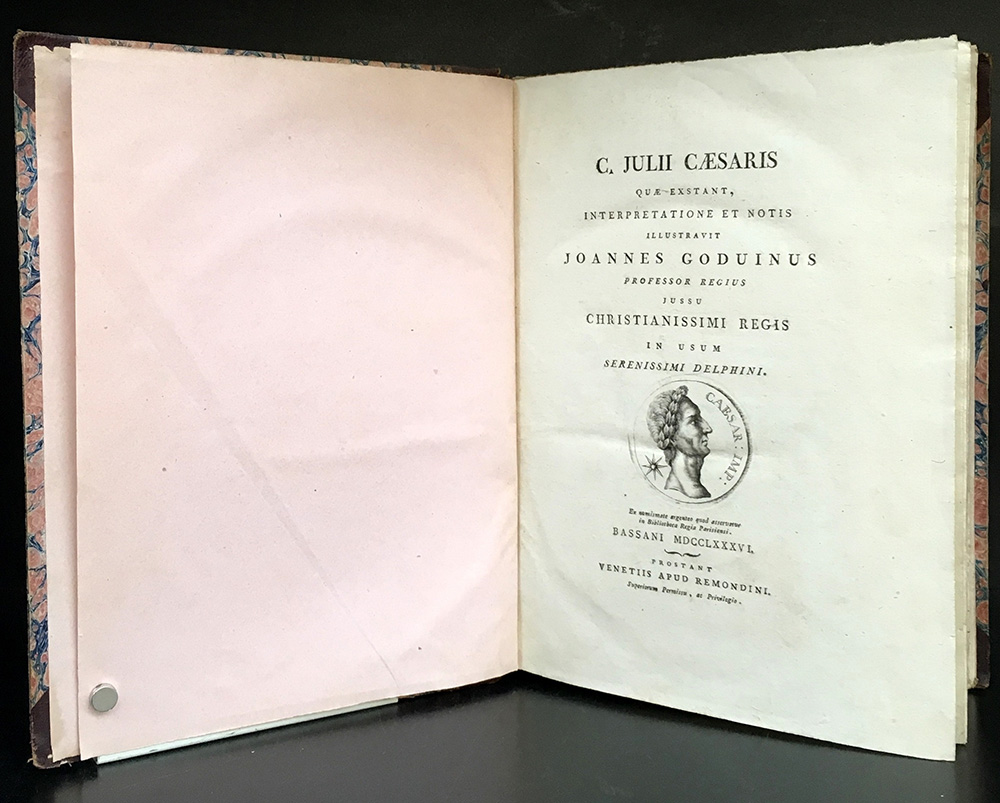 C. JULII CÆSARIS
QUÆ EXSTANT,
INTERPRETATIONE ET NOTIS
ILLUSTRAVIT
JOANNES GODUINUS
PROFESSOR REGIUS
JUSSU
CHRISTIANISSIMI REGIS
IN USUM
SERENISSIMI DELPHINI.
CAESAR: IMP:
Ex numismate argenteo quod asservatur
in Bibliotheca Regia Parisiensi.
BASSANI MDCCLXXXVI.
PROSTANT
VENETIIS APUD REMONDINI.
Superiorum Permissu, ac Privilegio.